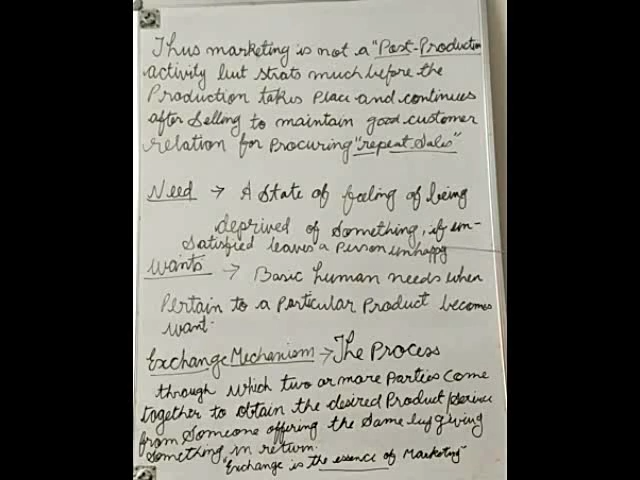 Thus marketing is not a "Post-Production
activity but strats much before the
Production takes Place and continues
after Selling to maintain good customer
relation for Procuring "repeat Sales"
Need → A State of feeling of being
deprived of Something, if un-
Satisfied leaves a Person unhappy
Wants → Basic human needs when
Pertain to a Particular Product becomes
want.
Exchange Mechanism → The Process
through which two or more Parties come
together to obtain the desired Product
from Someone offering the Same by giving
Something in return.
"Exchange is the essence of Marketing"